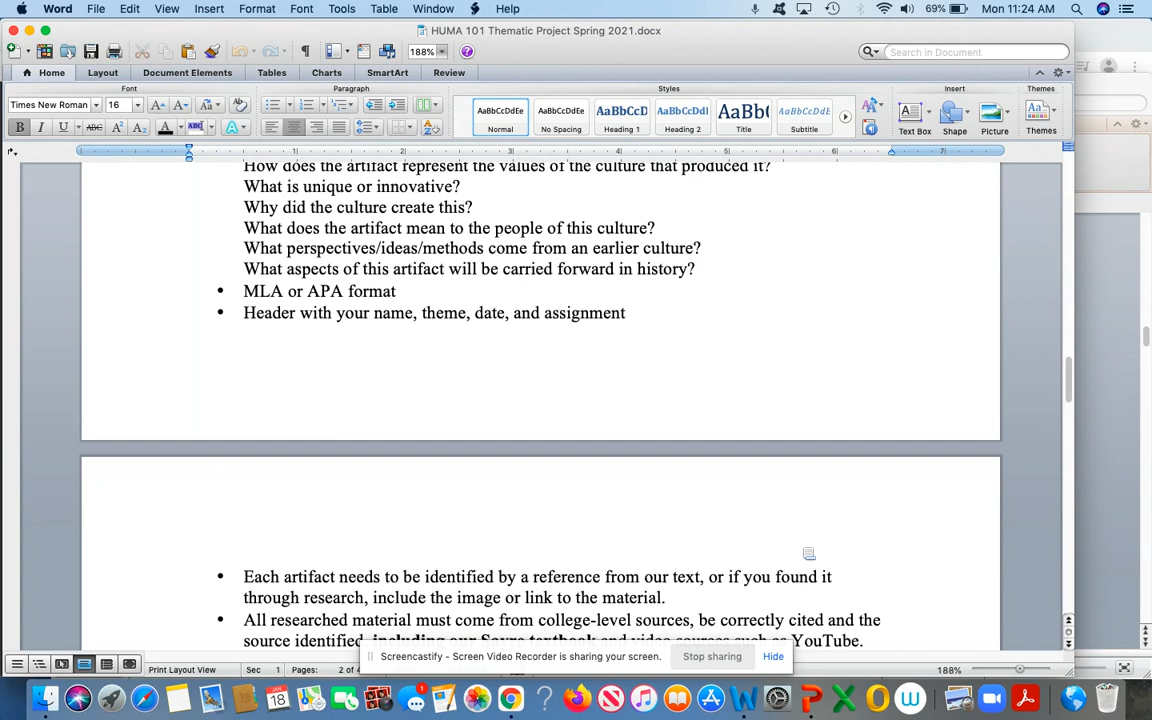 Word File Edit View Insert Format Font Tools Table Window Help 69% Mon 11:24 AM
HUMA 101 Thematic Project Spring 2021.docx
188% Search in Document
Home Layout Document Elements Tables Charts SmartArt Review
Font Paragraph Styles Insert Themes
Times New Roman 16 AaBbCcDdEe AaBbCcDdEe AaBbCcD AaBbCcDdI AaBb( AaBbCcDdE
Normal No Spacing Heading 1 Heading 2 Title Subtitle Text Box Shape Picture Themes
How does the artifact represent the values of the culture that produced it?
What is unique or innovative?
Why did the culture create this?
What does the artifact mean to the people of this culture?
What perspectives/ideas/methods come from an earlier culture?
What aspects of this artifact will be carried forward in history?
• MLA or APA format
• Header with your name, theme, date, and assignment
• Each artifact needs to be identified by a reference from our text, or if you found it
through research, include the image or link to the material.
• All researched material must come from college-level sources, be correctly cited and the
source identified, including our Sayre textbook and video sources such as YouTube.
Screencastify - Screen Video Recorder is sharing your screen. Stop sharing Hide
Print Layout View Sec 1 Pages: 2 of 4 188%